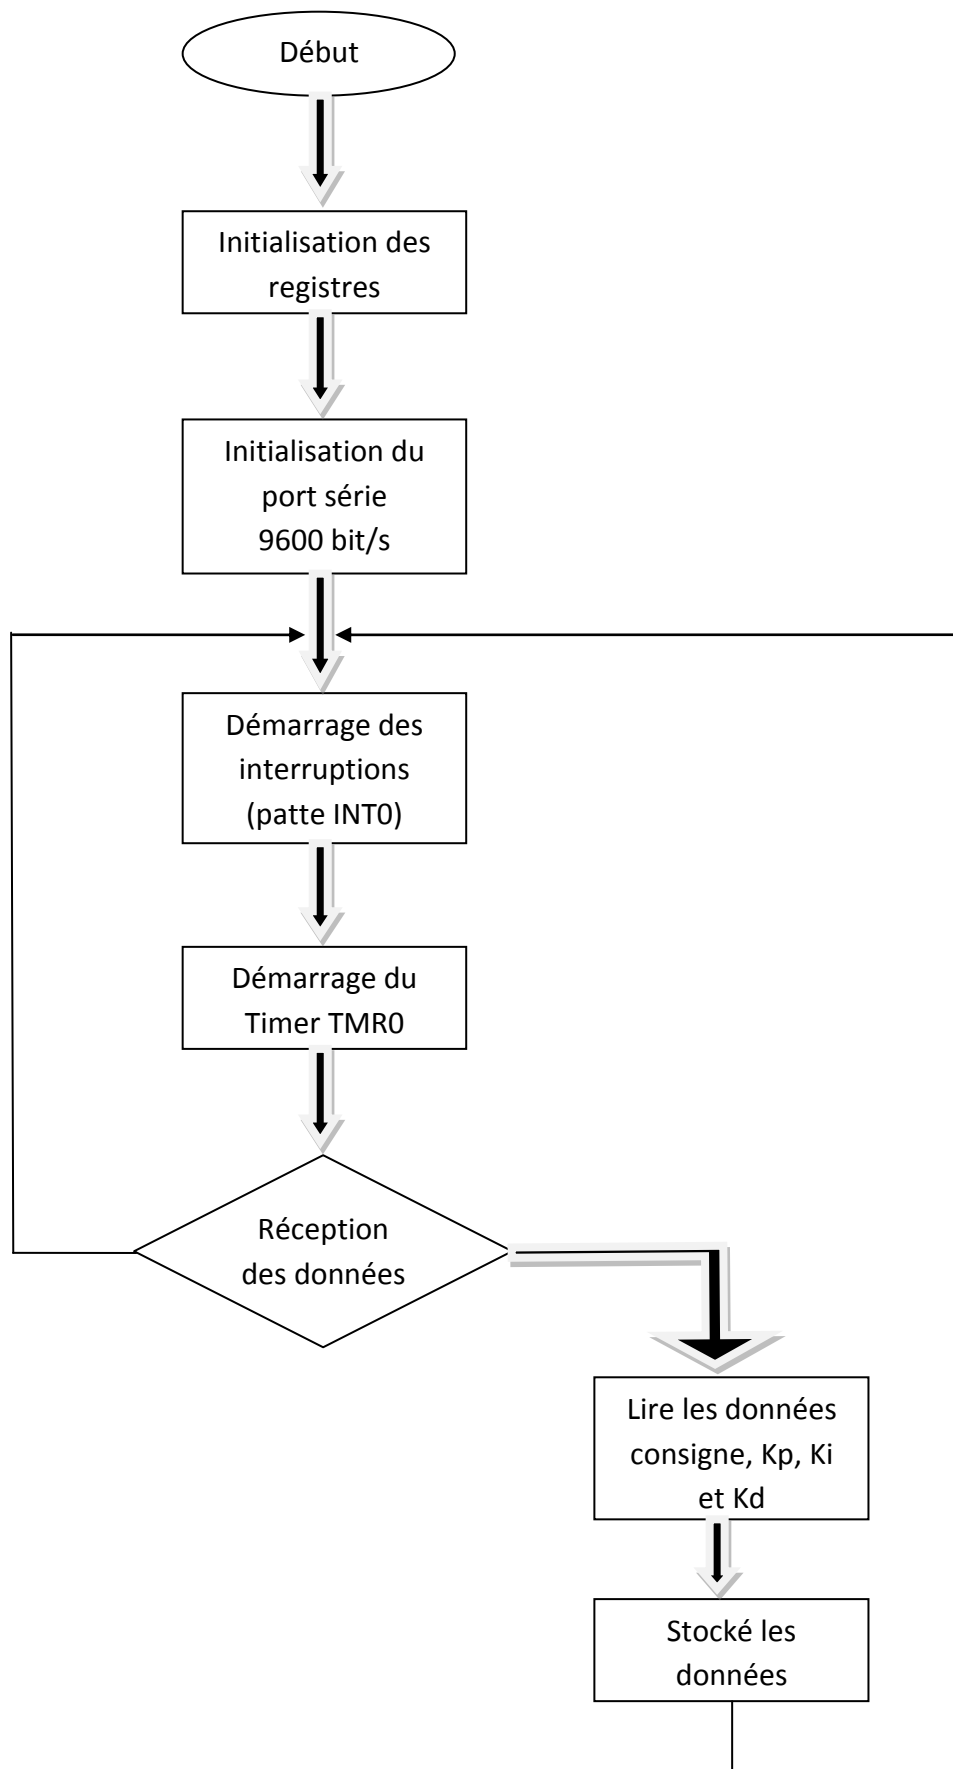 Début
Initialisation des
registres
Initialisation du
port série
9600 bit/s
Démarrage des
interruptions
(patte INT0)
Démarrage du
Timer TMR0
Réception
des données
Lire les données
consigne, Kp, Ki
et Kd
Stocké les
données